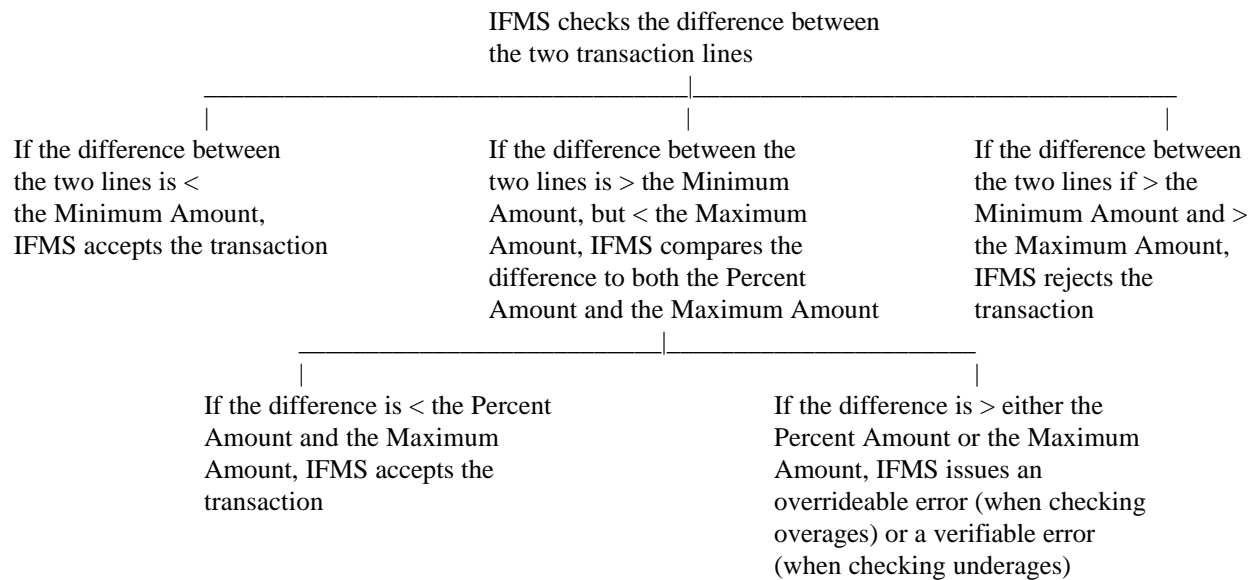 IFMS checks the difference between
the two transaction lines
If the difference between
the two lines is <
the Minimum Amount,
IFMS accepts the transaction
If the difference between the
two lines is > the Minimum
Amount, but < the Maximum
Amount, IFMS compares the
difference to both the Percent
Amount and the Maximum Amount
If the difference between
the two lines if > the
Minimum Amount and >
the Maximum Amount,
IFMS rejects the
transaction
If the difference is < the Percent
Amount and the Maximum
Amount, IFMS accepts the
transaction
If the difference is > either the
Percent Amount or the Maximum
Amount, IFMS issues an
overrideable error (when checking
overages) or a verifiable error
(when checking underages)